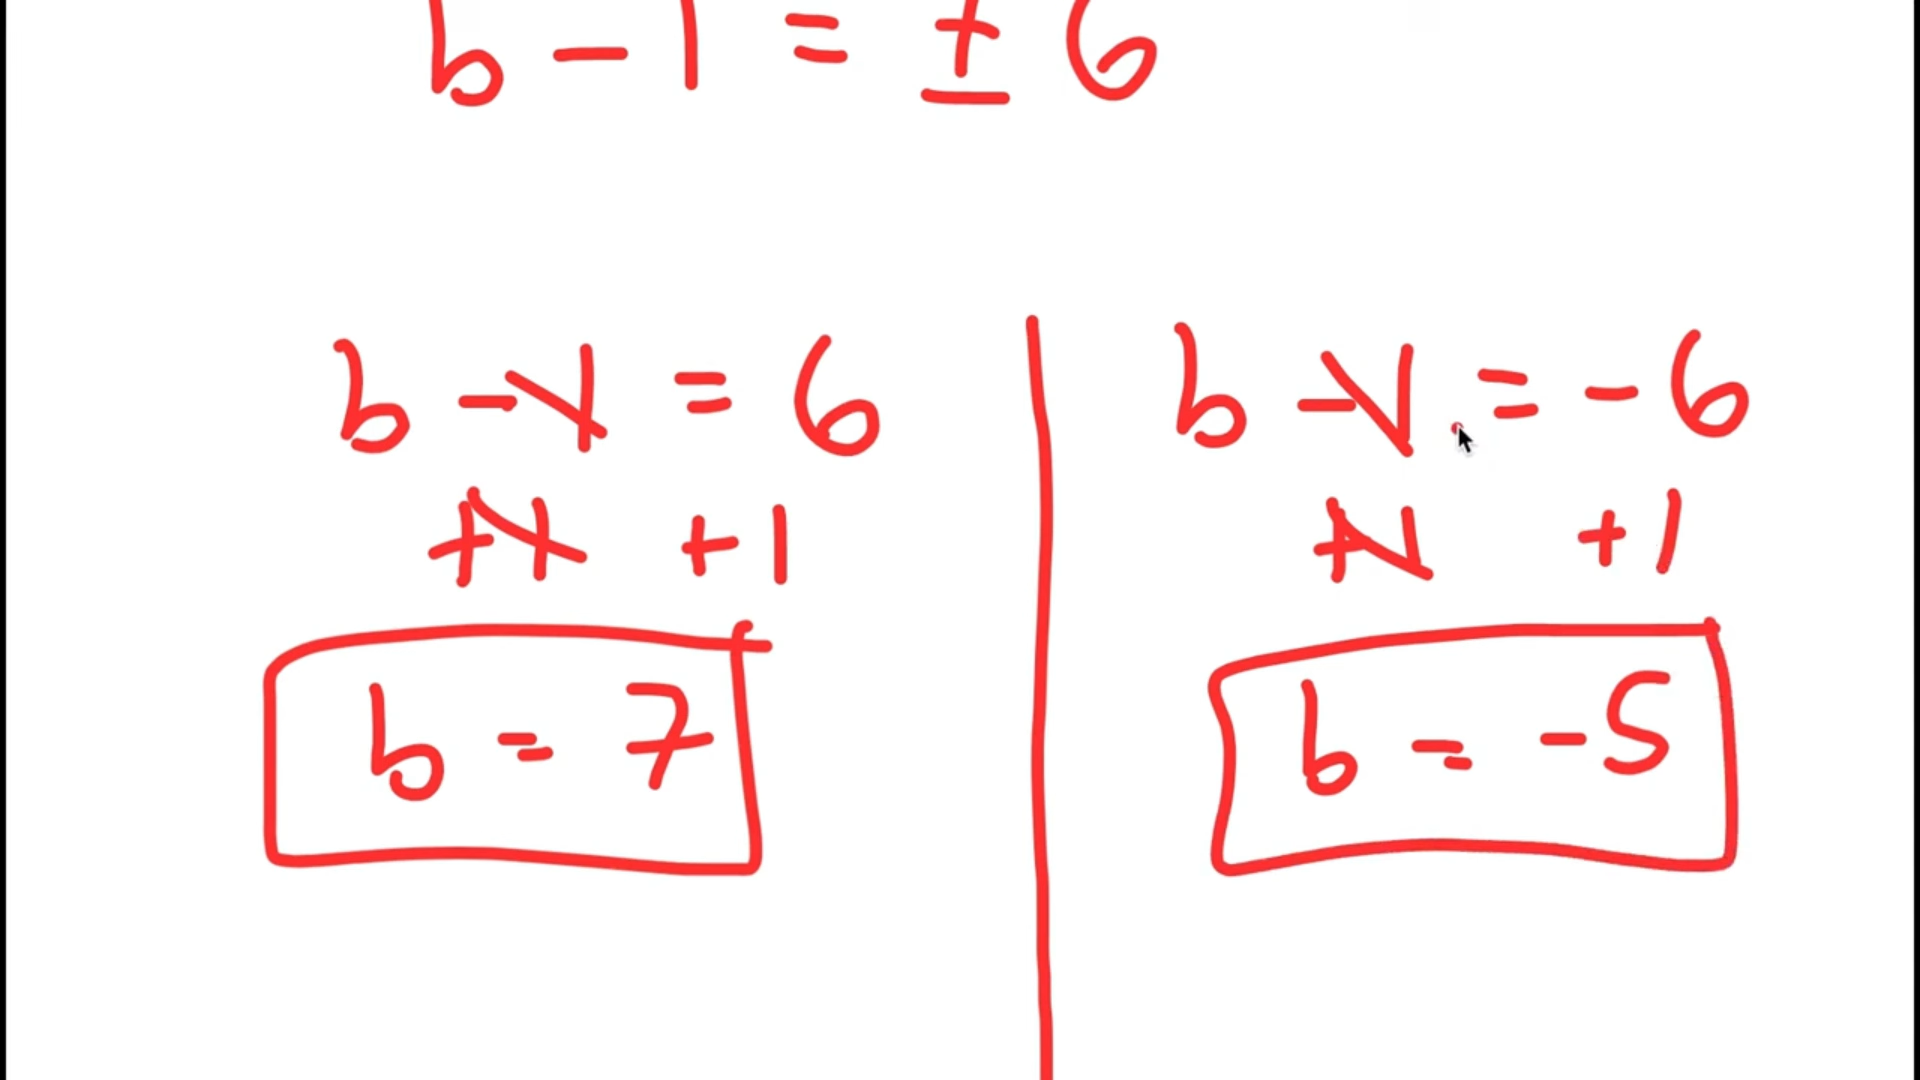 b - 1 = ± 6
b - 1 = 6
+ 1 + 1
b = 7
b - 1 = - 6
+ 1 + 1
b = - 5